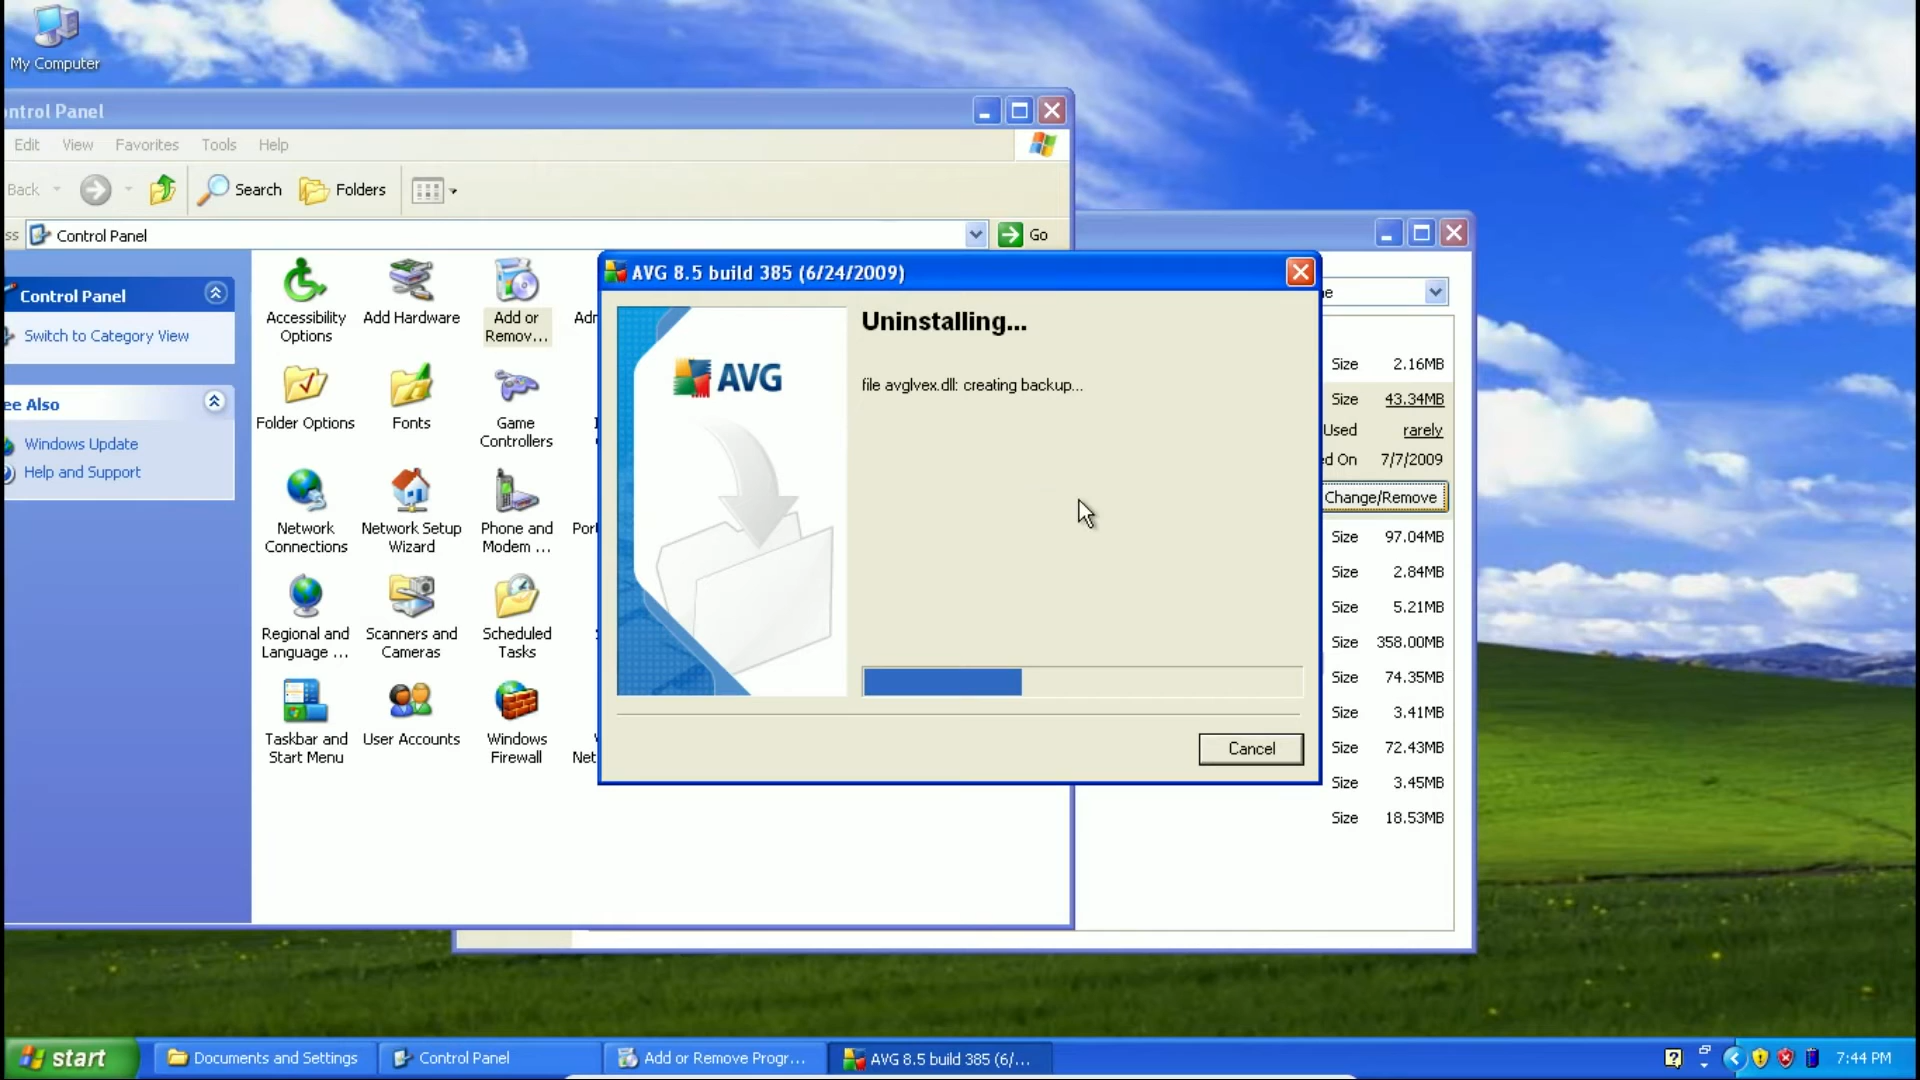 My Computer
ontrol Panel
Edit View Favorites Tools Help
Back Search Folders
ss Control Panel Go
Control Panel
Switch to Category View
ee Also
Windows Update
Help and Support
Accessibility Options
Add Hardware
Add or Remov...
Adm
Folder Options
Fonts
Game Controllers
Network Connections
Network Setup Wizard
Phone and Modem ...
Port
Regional and Language ...
Scanners and Cameras
Scheduled Tasks
Taskbar and Start Menu
User Accounts
Windows Firewall
Net
AVG 8.5 build 385 (6/24/2009)
AVG
Uninstalling...
file avglvex.dll: creating backup...
Cancel
e
Size 2.16MB
Size 43.34MB
Used rarely
ed On 7/7/2009
Change/Remove
Size 97.04MB
Size 2.84MB
Size 5.21MB
Size 358.00MB
Size 74.35MB
Size 3.41MB
Size 72.43MB
Size 3.45MB
Size 18.53MB
start
Documents and Settings
Control Panel
Add or Remove Progr...
AVG 8.5 build 385 (6/...
7:44 PM